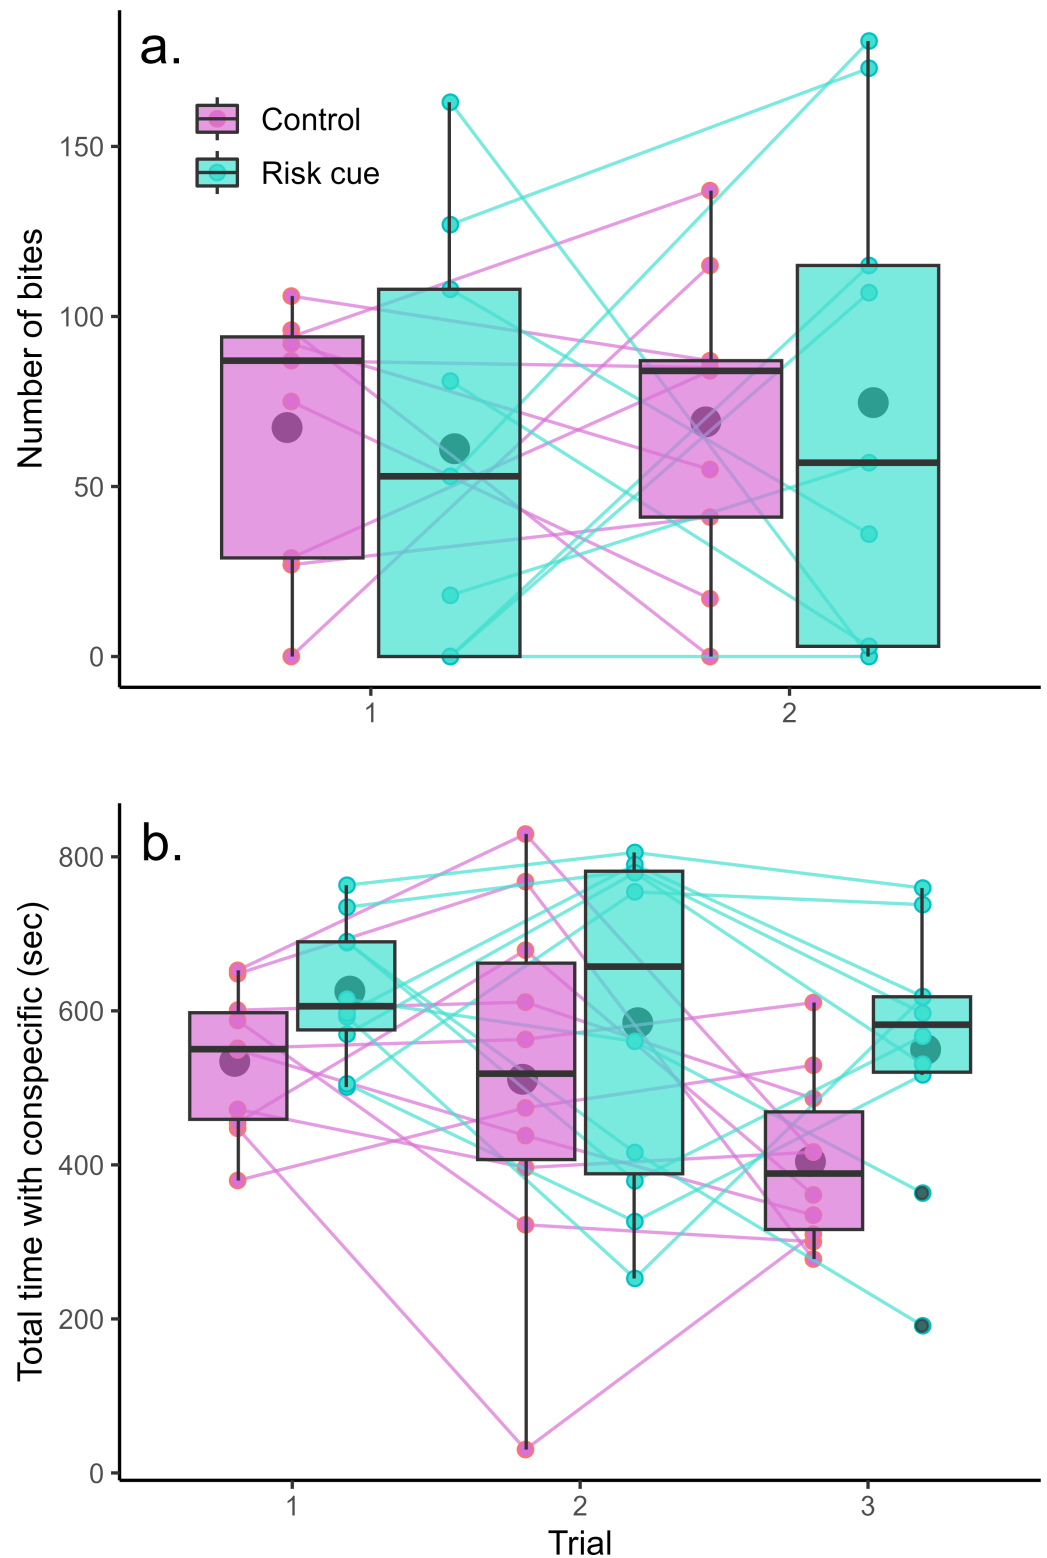 a.
Control
Risk cue
Number of bites
150
100
50
0
1 2
b.
Total time with conspecific (sec)
800
600
400
200
0
1 2 3
Trial